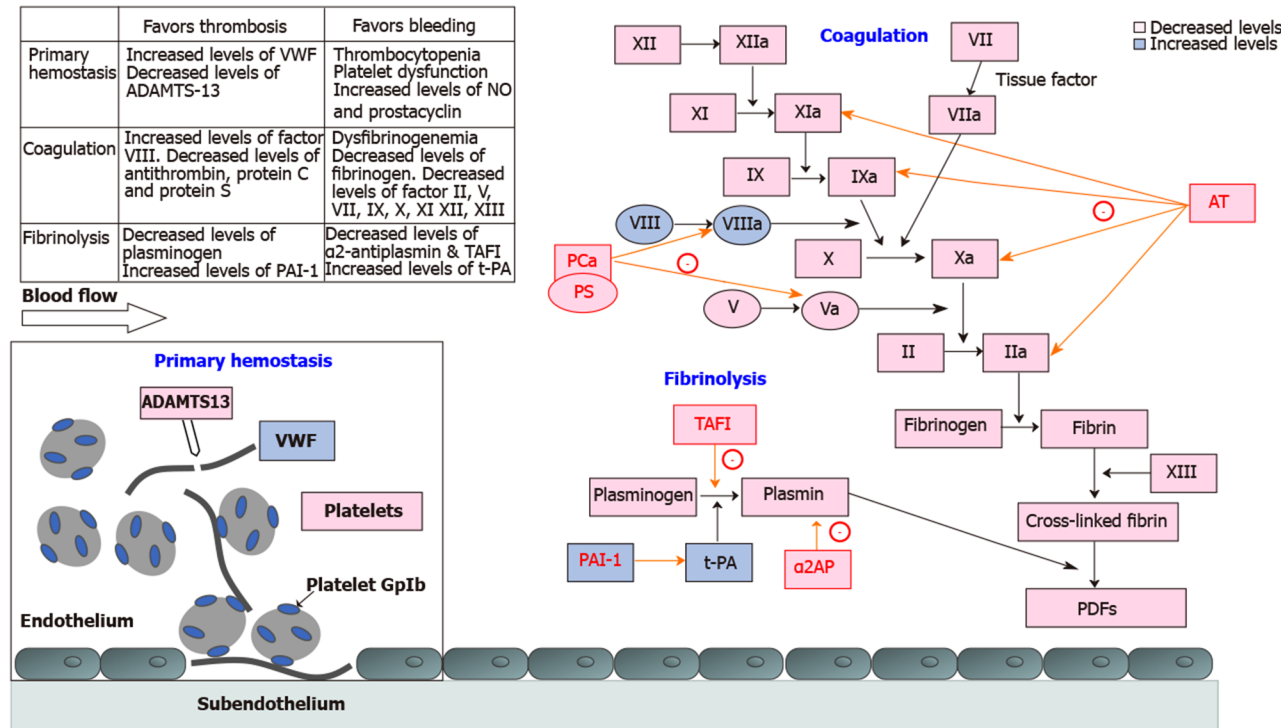 Favors thrombosis
Favors bleeding
Primary
hemostasis
Increased levels of VWF
Decreased levels of
ADAMTS-13
Thrombocytopenia
Platelet dysfunction
Increased levels of NO
and prostacyclin
Coagulation
Increased levels of factor
VIII. Decreased levels of
antithrombin, protein C
and protein S
Dysfibrinogenemia
Decreased levels of
fibrinogen. Decreased
levels of factor II, V,
VII, IX, X, XI XII, XIII
Fibrinolysis
Decreased levels of
plasminogen
Increased levels of PAI-1
Decreased levels of
α2-antiplasmin & TAFI
Increased levels of t-PA
Blood flow
Primary hemostasis
ADAMTS13
VWF
Platelets
Platelet GpIb
Endothelium
Subendothelium
Coagulation
Decreased levels
Increased levels
XII
XIIa
VII
Tissue factor
XI
XIa
VIIa
IX
IXa
AT
-
VIII
VIIIa
PCa
PS
-
X
Xa
V
Va
II
IIa
Fibrinogen
Fibrin
XIII
Cross-linked fibrin
PDFs
Fibrinolysis
TAFI
-
Plasminogen
Plasmin
-
PAI-1
t-PA
α2AP